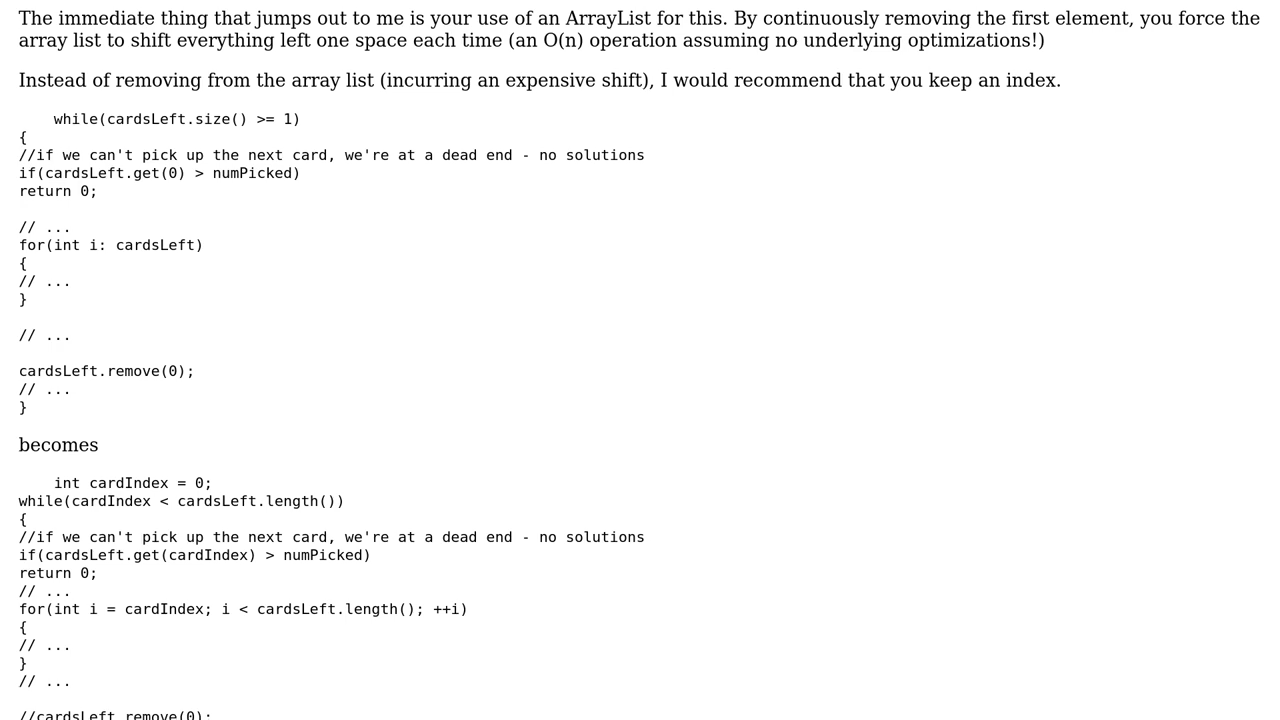 The immediate thing that jumps out to me is your use of an ArrayList for this. By continuously removing the first element, you force the
array list to shift everything left one space each time (an O(n) operation assuming no underlying optimizations!)
Instead of removing from the array list (incurring an expensive shift), I would recommend that you keep an index.
    while(cardsLeft.size() >= 1)
{
//if we can't pick up the next card, we're at a dead end - no solutions
if(cardsLeft.get(0) > numPicked)
return 0;

// ...
for(int i: cardsLeft)
{
// ...
}

// ...

cardsLeft.remove(0);
// ...
}
becomes
    int cardIndex = 0;
while(cardIndex < cardsLeft.length())
{
//if we can't pick up the next card, we're at a dead end - no solutions
if(cardsLeft.get(cardIndex) > numPicked)
return 0;
// ...
for(int i = cardIndex; i < cardsLeft.length(); ++i)
{
// ...
}
// ...

//cardsLeft.remove(0);